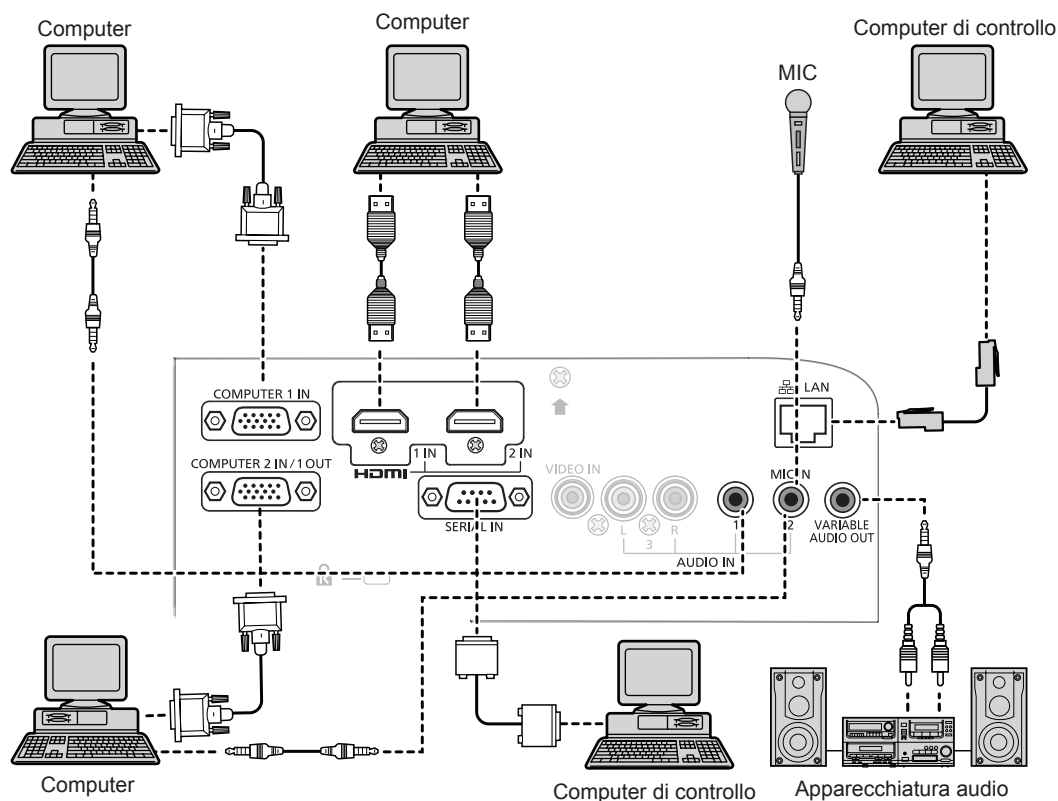 Computer
Computer
Computer di controllo
MIC
COMPUTER 1 IN
LAN
COMPUTER 2 IN/1 OUT
HDMI
1 IN
2 IN
VIDEO IN
MIC IN
SERIAL IN
L
R
3
1
2
VARIABLE
AUDIO OUT
AUDIO IN
Computer
Computer di controllo
Apparecchiatura audio